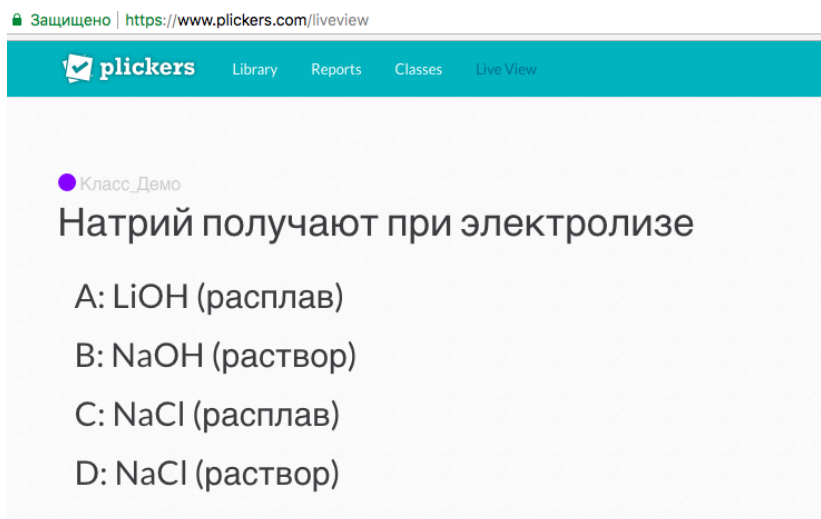 Защищено | https://www.plickers.com/liveview
plickers Library Reports Classes Live View
Класс_Демо
Натрий получают при электролизе
A: LiOH (расплав)
B: NaOH (раствор)
C: NaCl (расплав)
D: NaCl (раствор)